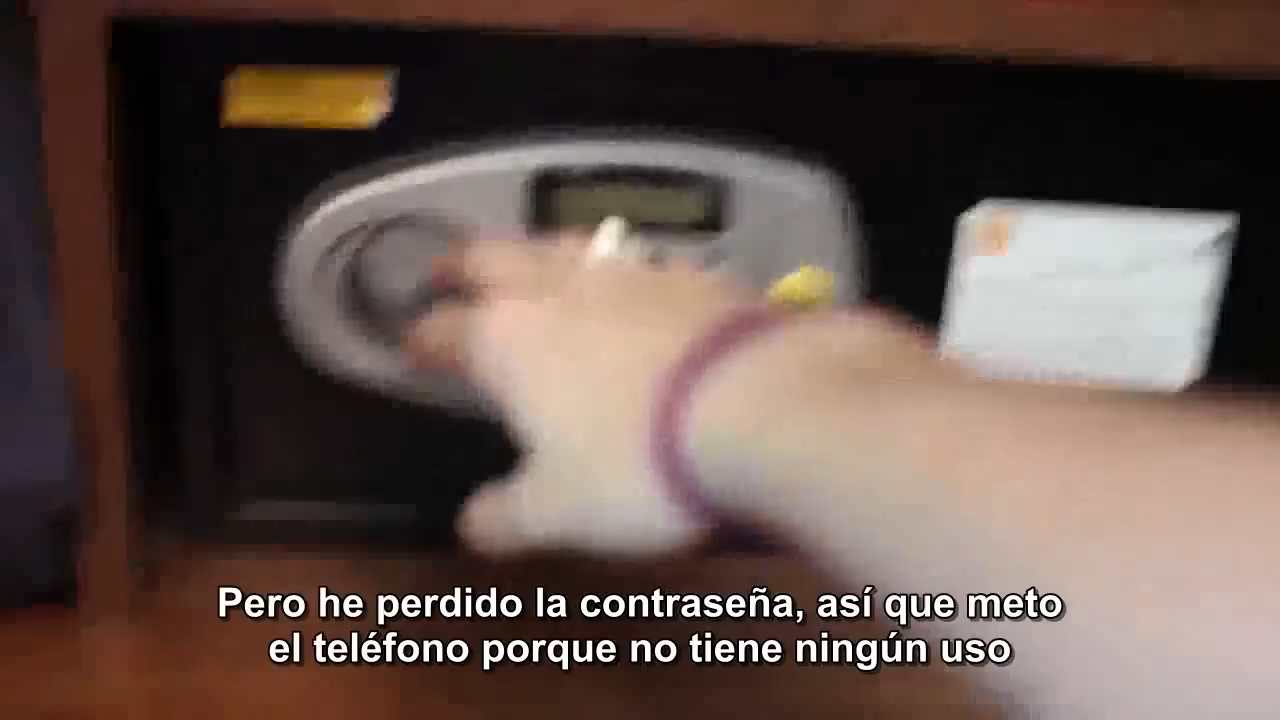 Pero he perdido la contraseña, así que meto
el teléfono porque no tiene ningún uso